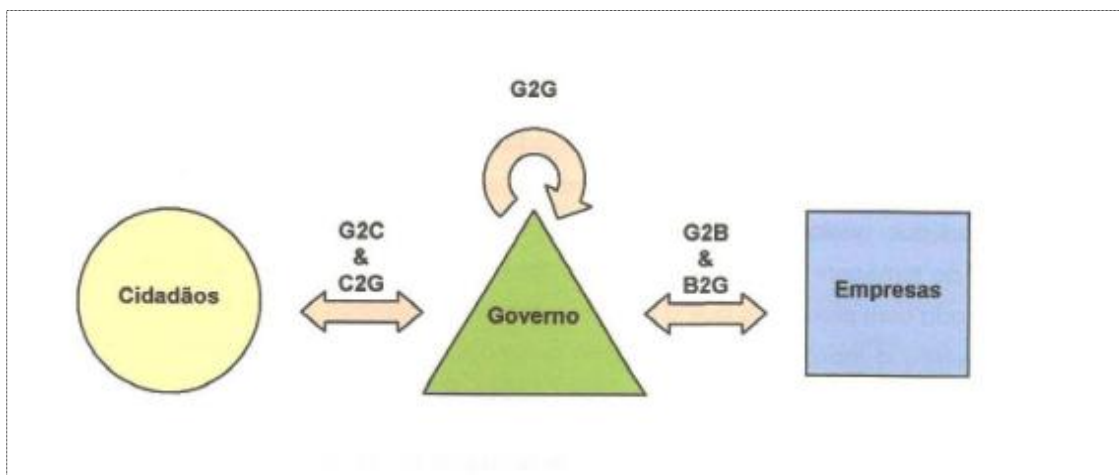 G2G
G2C
&
C2G
G2B
&
B2G
Cidadãos
Governo
Empresas